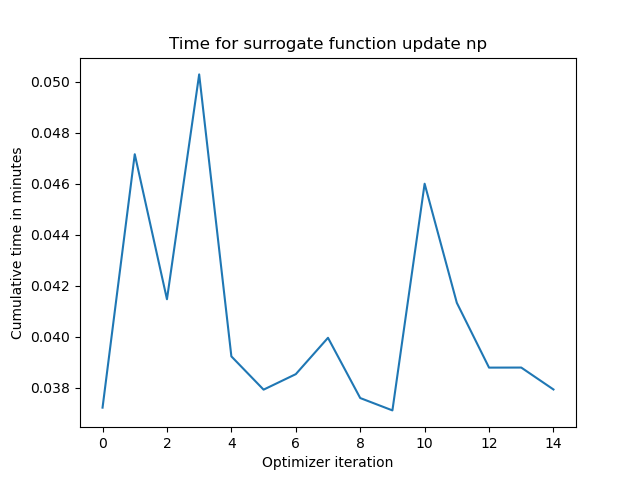 Time for surrogate function update np
0.050
0.048
0.046
0.044
0.042
0.040
0.038
Cumulative time in minutes
0 2 4 6 8 10 12 14
Optimizer iteration